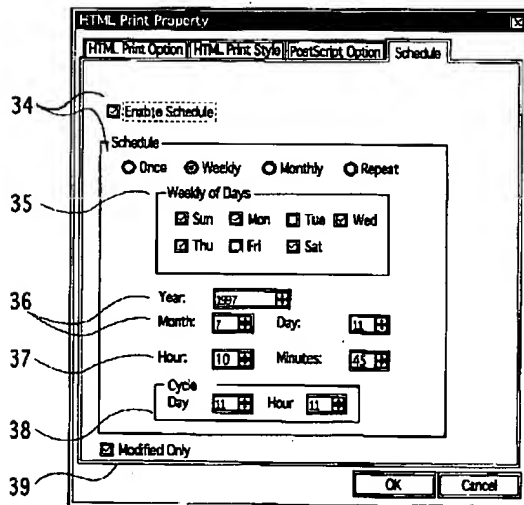 HTML Print Property
HTML Print Option HTML Print Style PostScript Option Schedule
34 Enable Schedule
Schedule
Once Weekly Monthly Repeat
35 Weekly of Days
Sun Mon Tue Wed
Thu Fri Sat
36 Year: 1997
Month: 7 Day: 11
37 Hour: 10 Minutes: 45
Cycle
38 Day 11 Hour 11
39 Modified Only
OK Cancel